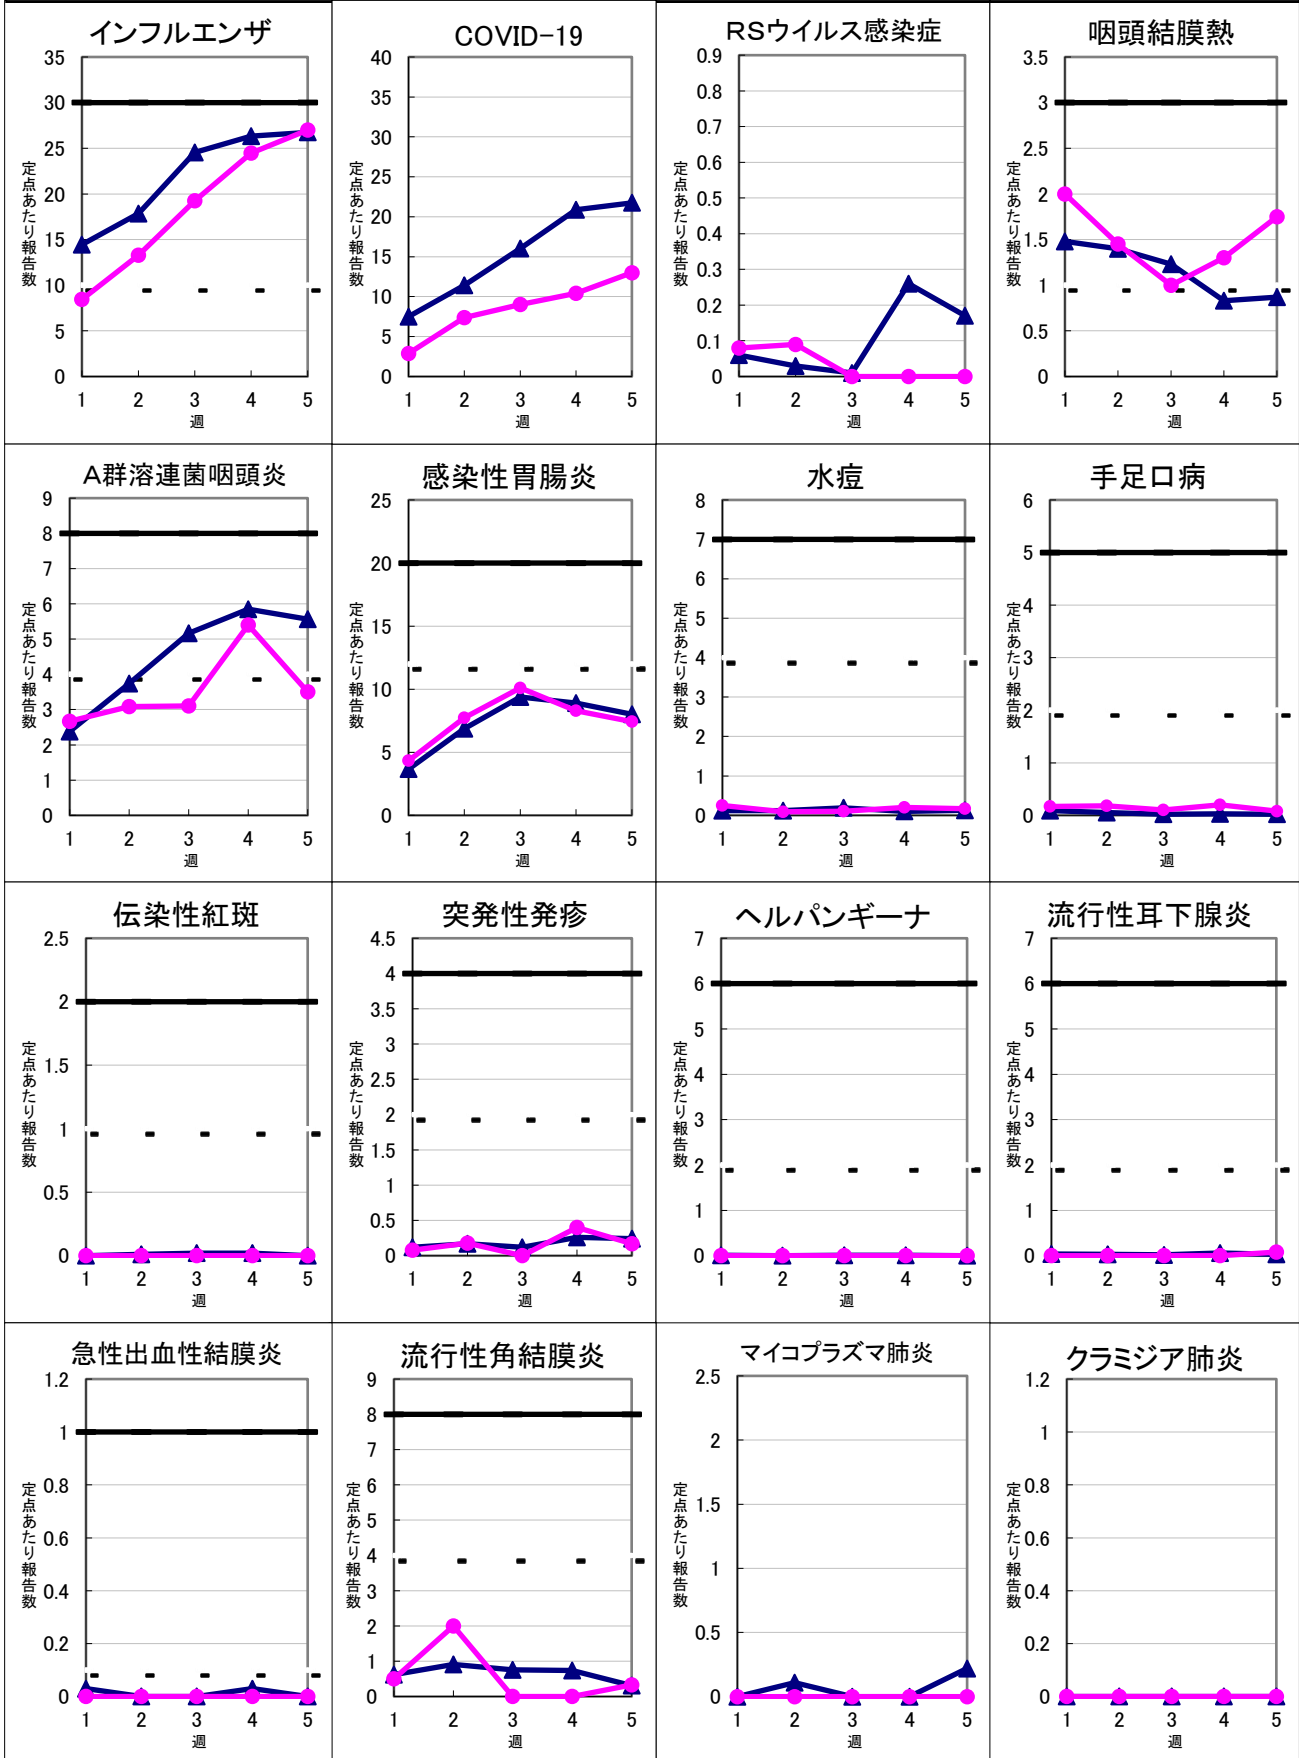 インフルエンザ
35
30
25
20
15
10
5
0
定点あたり報告数
1 2 3 4 5
週
COVID-19
40
35
30
25
20
15
10
5
0
定点あたり報告数
1 2 3 4 5
週
RSウイルス感染症
0.9
0.8
0.7
0.6
0.5
0.4
0.3
0.2
0.1
0
定点あたり報告数
1 2 3 4 5
週
咽頭結膜熱
3.5
3
2.5
2
1.5
1
0.5
0
定点あたり報告数
1 2 3 4 5
週
A群溶連菌咽頭炎
9
8
7
6
5
4
3
2
1
0
定点あたり報告数
1 2 3 4 5
週
感染性胃腸炎
25
20
15
10
5
0
定点あたり報告数
1 2 3 4 5
週
水痘
8
7
6
5
4
3
2
1
0
定点あたり報告数
1 2 3 4 5
週
手足口病
6
5
4
3
2
1
0
定点あたり報告数
1 2 3 4 5
週
伝染性紅斑
2.5
2
1.5
1
0.5
0
定点あたり報告数
1 2 3 4 5
週
突発性発疹
4.5
4
3.5
3
2.5
2
1.5
1
0.5
0
定点あたり報告数
1 2 3 4 5
週
ヘルパンギーナ
7
6
5
4
3
2
1
0
定点あたり報告数
1 2 3 4 5
週
流行性耳下腺炎
7
6
5
4
3
2
1
0
定点あたり報告数
1 2 3 4 5
週
急性出血性結膜炎
1.2
1
0.8
0.6
0.4
0.2
0
定点あたり報告数
1 2 3 4 5
週
流行性角結膜炎
9
8
7
6
5
4
3
2
1
0
定点あたり報告数
1 2 3 4 5
週
マイコプラズマ肺炎
2.5
2
1.5
1
0.5
0
定点あたり報告数
1 2 3 4 5
週
クラミジア肺炎
1.2
1
0.8
0.6
0.4
0.2
0
定点あたり報告数
1 2 3 4 5
週